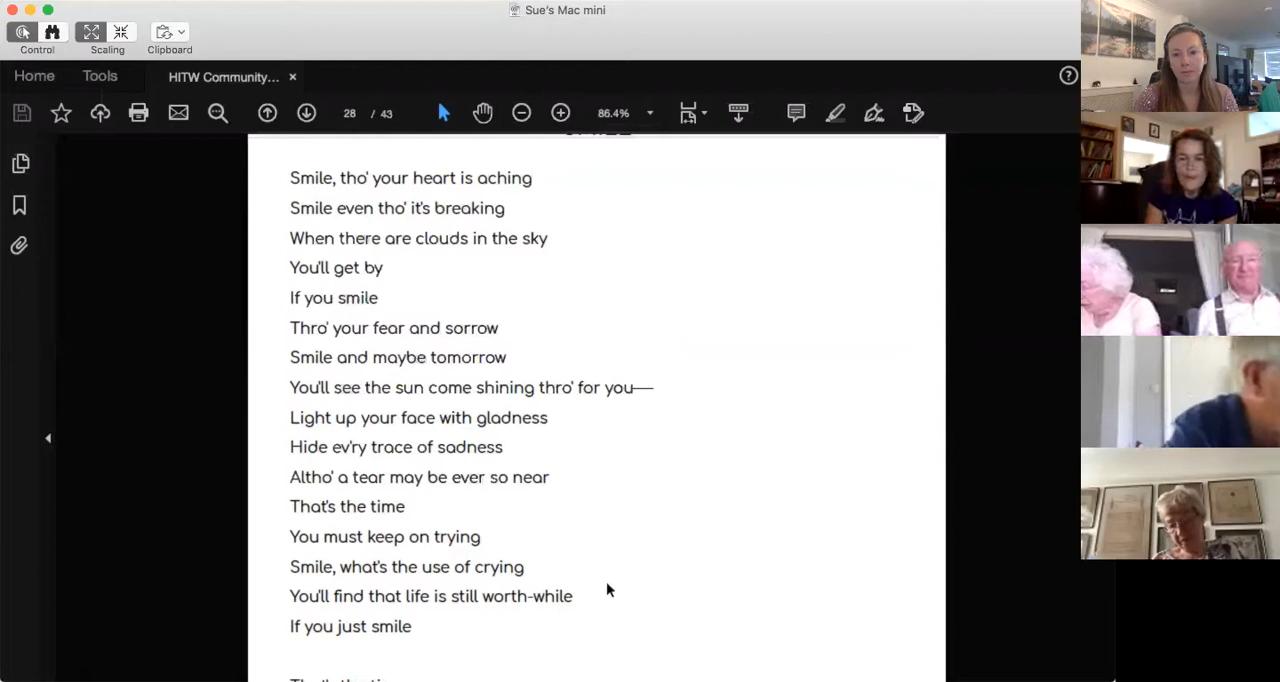 Sue's Mac mini
Control
Scaling
Clipboard
Home
Tools
HITW Community...
28 / 43
86.4%
Smile, tho' your heart is aching
Smile even tho' it's breaking
When there are clouds in the sky
You'll get by
If you smile
Thro' your fear and sorrow
Smile and maybe tomorrow
You'll see the sun come shining thro' for you—
Light up your face with gladness
Hide ev'ry trace of sadness
Altho' a tear may be ever so near
That's the time
You must keep on trying
Smile, what's the use of crying
You'll find that life is still worth-while
If you just smile